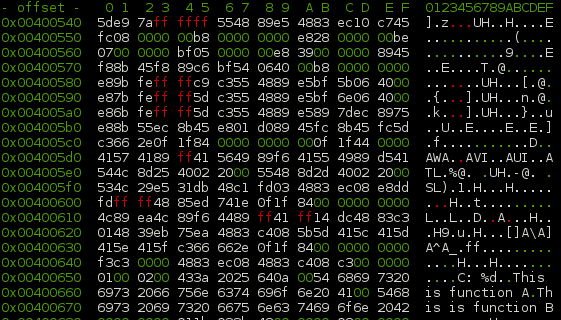 - offset - 0 1 2 3 4 5 6 7 8 9 A B C D E F 0123456789ABCDEF
0x00400540 5de9 7aff ffff 5548 89e5 4883 ec10 c745 ].z...UH..H....E
0x00400550 fc08 0000 00b8 0000 0000 e828 0000 00be ...........(....
0x00400560 0700 0000 bf05 0000 00e8 3900 0000 8945 ..........9....E
0x00400570 f88b 45f8 89c6 bf54 0640 00b8 0000 0000 ..E....T.@......
0x00400580 e89b feff ffc9 c355 4889 e5bf 5b06 4000 .......UH...[.@.
0x00400590 e87b feff ff5d c355 4889 e5bf 6e06 4000 .{...].UH...n.@.
0x004005a0 e86b feff ff5d c355 4889 e589 7dec 8975 .k...].UH...}..u
0x004005b0 e88b 55ec 8b45 e801 d089 45fc 8b45 fc5d ..U..E....E..E.]
0x004005c0 c366 2e0f 1f84 0000 0000 000f 1f44 0000 .f...........D..
0x004005d0 4157 4189 ff41 5649 89f6 4155 4989 d541 AWA..AVI..AUI..A
0x004005e0 544c 8d25 4002 2000 5548 8d2d 4002 2000 TL.%@. .UH.-@. .
0x004005f0 534c 29e5 31db 48c1 fd03 4883 ec08 e8dd SL).1.H...H.....
0x00400600 fdff ff48 85ed 741e 0f1f 8400 0000 0000 ...H..t.........
0x00400610 4c89 ea4c 89f6 4489 ff41 ff14 dc48 83c3 L..L..D..A...H..
0x00400620 0148 39eb 75ea 4883 c408 5b5d 415c 415d .H9.u.H...[]A\A]
0x00400630 415e 415f c366 662e 0f1f 8400 0000 0000 A^A_.ff.........
0x00400640 f3c3 0000 4883 ec08 4883 c408 c300 0000 ....H...H.......
0x00400650 0100 0200 433a 2025 640a 0054 6869 7320 ....C: %d..This
0x00400660 6973 2066 756e 6374 696f 6e20 4100 5468 is function A.Th
0x00400670 6973 2069 7320 6675 6e63 7469 6f6e 2042 is is function B